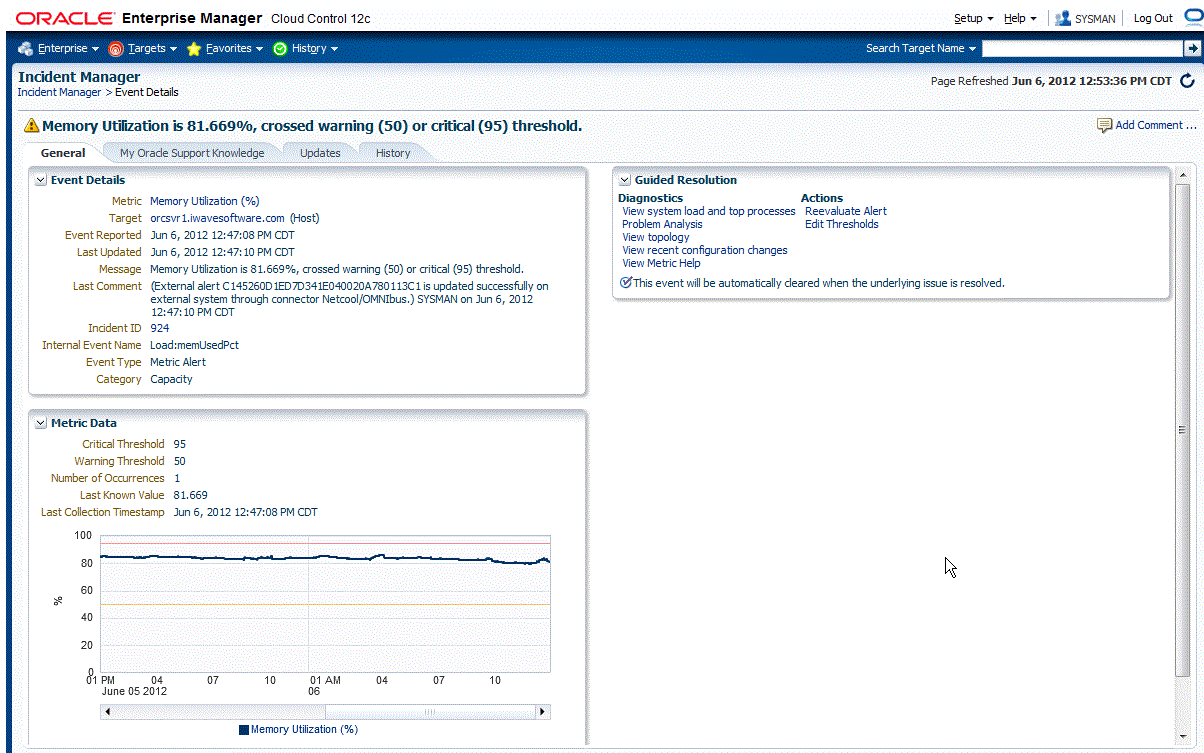 ORACLE Enterprise Manager Cloud Control 12c
Setup Help SYSMAN Log Out
Enterprise Targets Favorites History Search Target Name
Incident Manager
Page Refreshed Jun 6, 2012 12:53:36 PM CDT
Incident Manager > Event Details
Memory Utilization is 81.669%, crossed warning (50) or critical (95) threshold.
Add Comment ...
General My Oracle Support Knowledge Updates History
Event Details
Metric Memory Utilization (%)
Target orcsvr1.iwavesoftware.com (Host)
Event Reported Jun 6, 2012 12:47:08 PM CDT
Last Updated Jun 6, 2012 12:47:10 PM CDT
Message Memory Utilization is 81.669%, crossed warning (50) or critical (95) threshold.
Last Comment (External alert C145260D1ED7D341E040020A780113C1 is updated successfully on
external system through connector Netcool/OMNIbus.) SYSMAN on Jun 6, 2012
12:47:10 PM CDT
Incident ID 924
Internal Event Name Load:memUsedPct
Event Type Metric Alert
Category Capacity
Guided Resolution
Diagnostics Actions
View system load and top processes Reevaluate Alert
Problem Analysis Edit Thresholds
View topology
View recent configuration changes
View Metric Help
This event will be automatically cleared when the underlying issue is resolved.
Metric Data
Critical Threshold 95
Warning Threshold 50
Number of Occurrences 1
Last Known Value 81.669
Last Collection Timestamp Jun 6, 2012 12:47:08 PM CDT
100
80
60
%
40
20
0
01 PM 04 07 10 01 AM 04 07 10
June 05 2012 06
Memory Utilization (%)